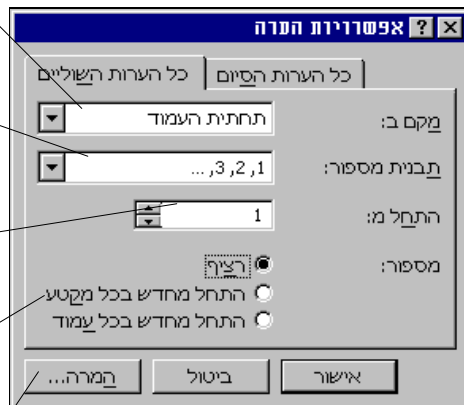 אפשרויות הערה
כל הערות השוליים
כל הערות הסיום
מקם ב:
תחתית העמוד
תבנית מספור:
1, 2, 3, ...
התחל מ:
1
מספור:
רציף
התחל מחדש בכל מקטע
התחל מחדש בכל עמוד
אישור
ביטול
המרה...